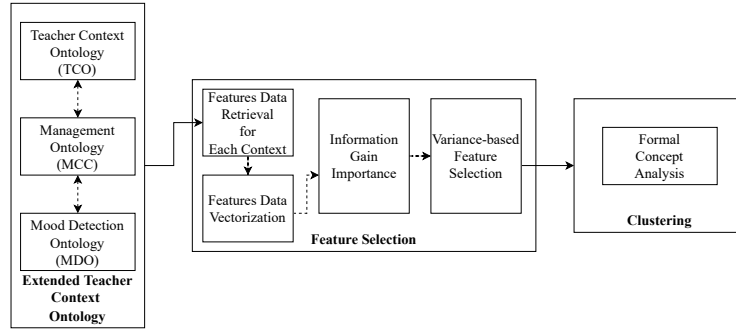 Teacher Context
Ontology
(TCO)
Management
Ontology
(MCC)
Mood Detection
Ontology
(MDO)
Extended Teacher
Context
Ontology
Features Data
Retrieval
for
Each Context
Features Data
Vectorization
Information
Gain
Importance
Variance-based
Feature
Selection
Feature Selection
Formal
Concept
Analysis
Clustering